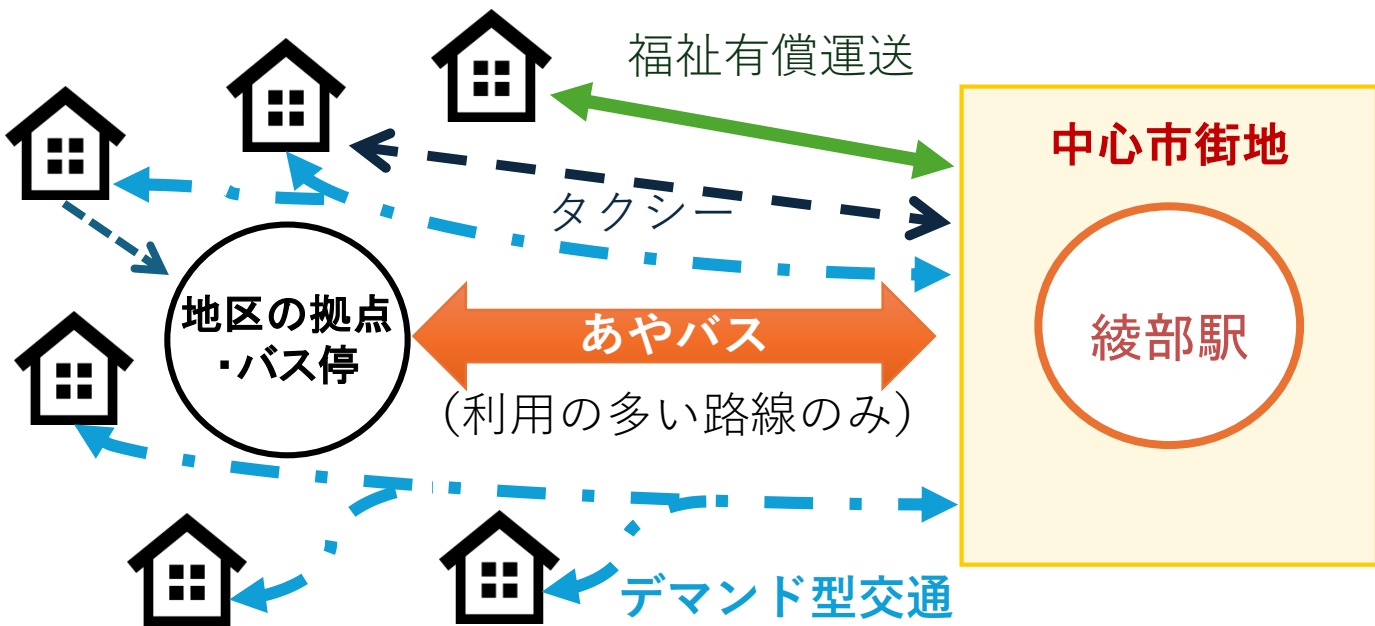 福祉有償運送
中心市街地
タクシー
地区の拠点
・バス停
あやバス
(利用の多い路線のみ)
綾部駅
デマンド型交通